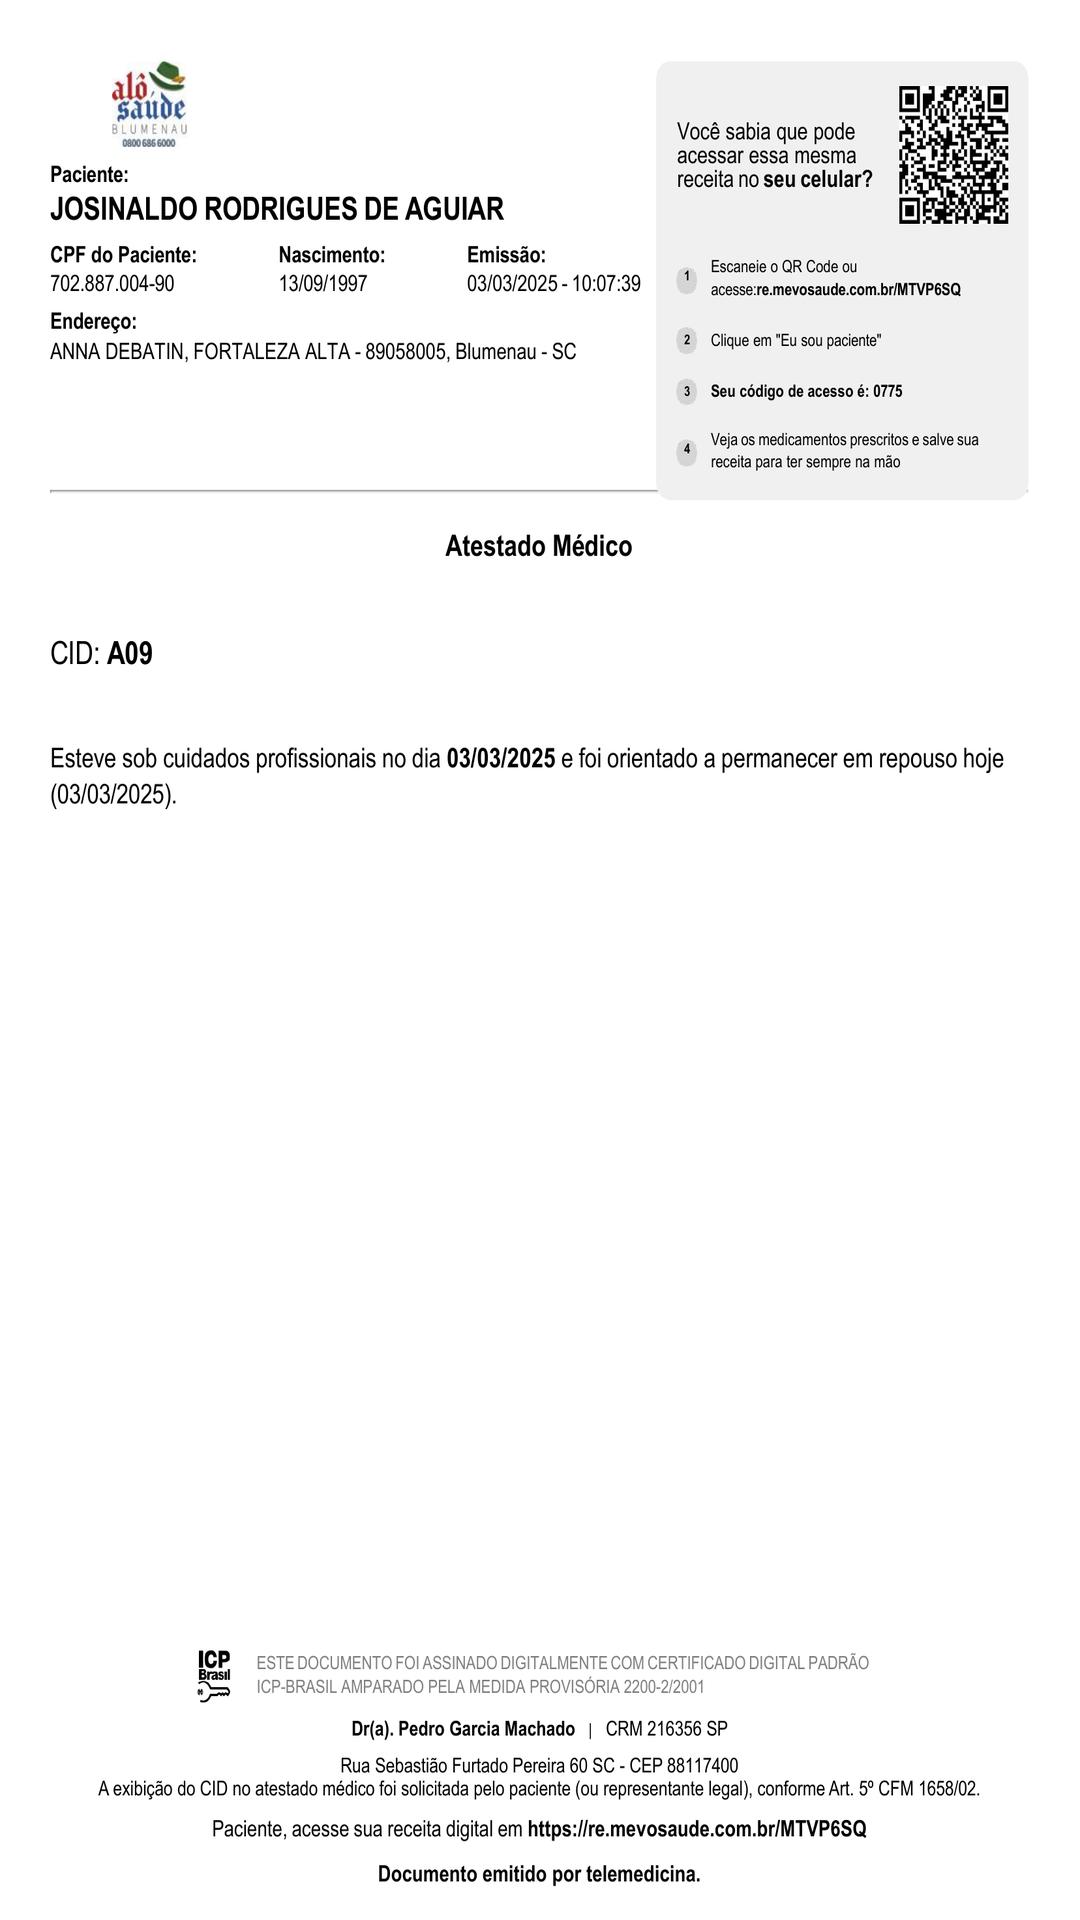 alô
saúde
BLUMENAU
0800 686 6000
Paciente:
JOSINALDO RODRIGUES DE AGUIAR
CPF do Paciente: Nascimento: Emissão:
702.887.004-90 13/09/1997 03/03/2025 - 10:07:39
Endereço:
ANNA DEBATIN, FORTALEZA ALTA - 89058005, Blumenau - SC
Você sabia que pode
acessar essa mesma
receita no seu celular?
1 Escaneie o QR Code ou
acesse:re.mevosaude.com.br/MTVP6SQ
2 Clique em "Eu sou paciente"
3 Seu código de acesso é: 0775
4 Veja os medicamentos prescritos e salve sua
receita para ter sempre na mão
Atestado Médico
CID: A09
Esteve sob cuidados profissionais no dia 03/03/2025 e foi orientado a permanecer em repouso hoje
(03/03/2025).
ICP
Brasil
ESTE DOCUMENTO FOI ASSINADO DIGITALMENTE COM CERTIFICADO DIGITAL PADRÃO
ICP-BRASIL AMPARADO PELA MEDIDA PROVISÓRIA 2200-2/2001
Dr(a). Pedro Garcia Machado | CRM 216356 SP
Rua Sebastião Furtado Pereira 60 SC - CEP 88117400
A exibição do CID no atestado médico foi solicitada pelo paciente (ou representante legal), conforme Art. 5º CFM 1658/02.
Paciente, acesse sua receita digital em https://re.mevosaude.com.br/MTVP6SQ
Documento emitido por telemedicina.